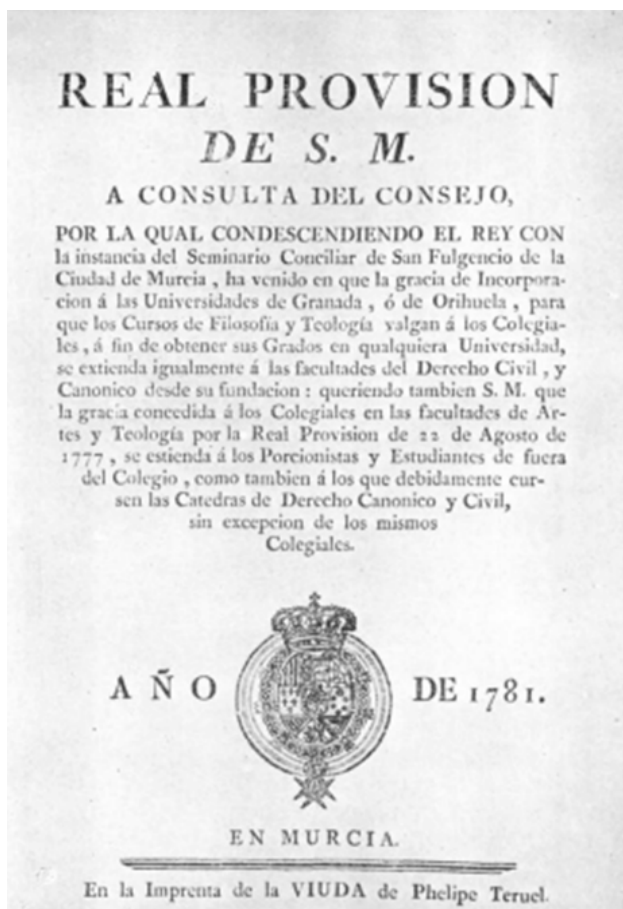 REAL PROVISION
DE S. M.
A CONSULTA DEL CONSEJO,
POR LA QUAL CONDESCENDIENDO EL REY CON
la instancia del Seminario Conciliar de San Fulgencio de la
Ciudad de Murcia , ha venido en que la gracia de Incorpora-
cion á las Universidades de Granada , ó de Orihuela , para
que los Cursos de Filosofía y Teología valgan á los Colegia-
les , á fin de obtener sus Grados en qualquiera Universidad,
se extienda igualmente á las facultades del Derecho Civil , y
Canonico desde su fundacion : queriendo tambien S. M. que
la gracia concedida á los Colegiales en las facultades de Ar-
tes y Teología por la Real Provision de 22 de Agosto de
1777 , se estienda á los Porcionistas y Estudiantes de fuera
del Colegio , como tambien á los que debidamente cur-
sen las Catedras de Derecho Canonico y Civil,
sin excepcion de los mismos
Colegiales.
AÑO DE 1781.
EN MURCIA.
En la Imprenta de la VIUDA de Phelipe Teruel.